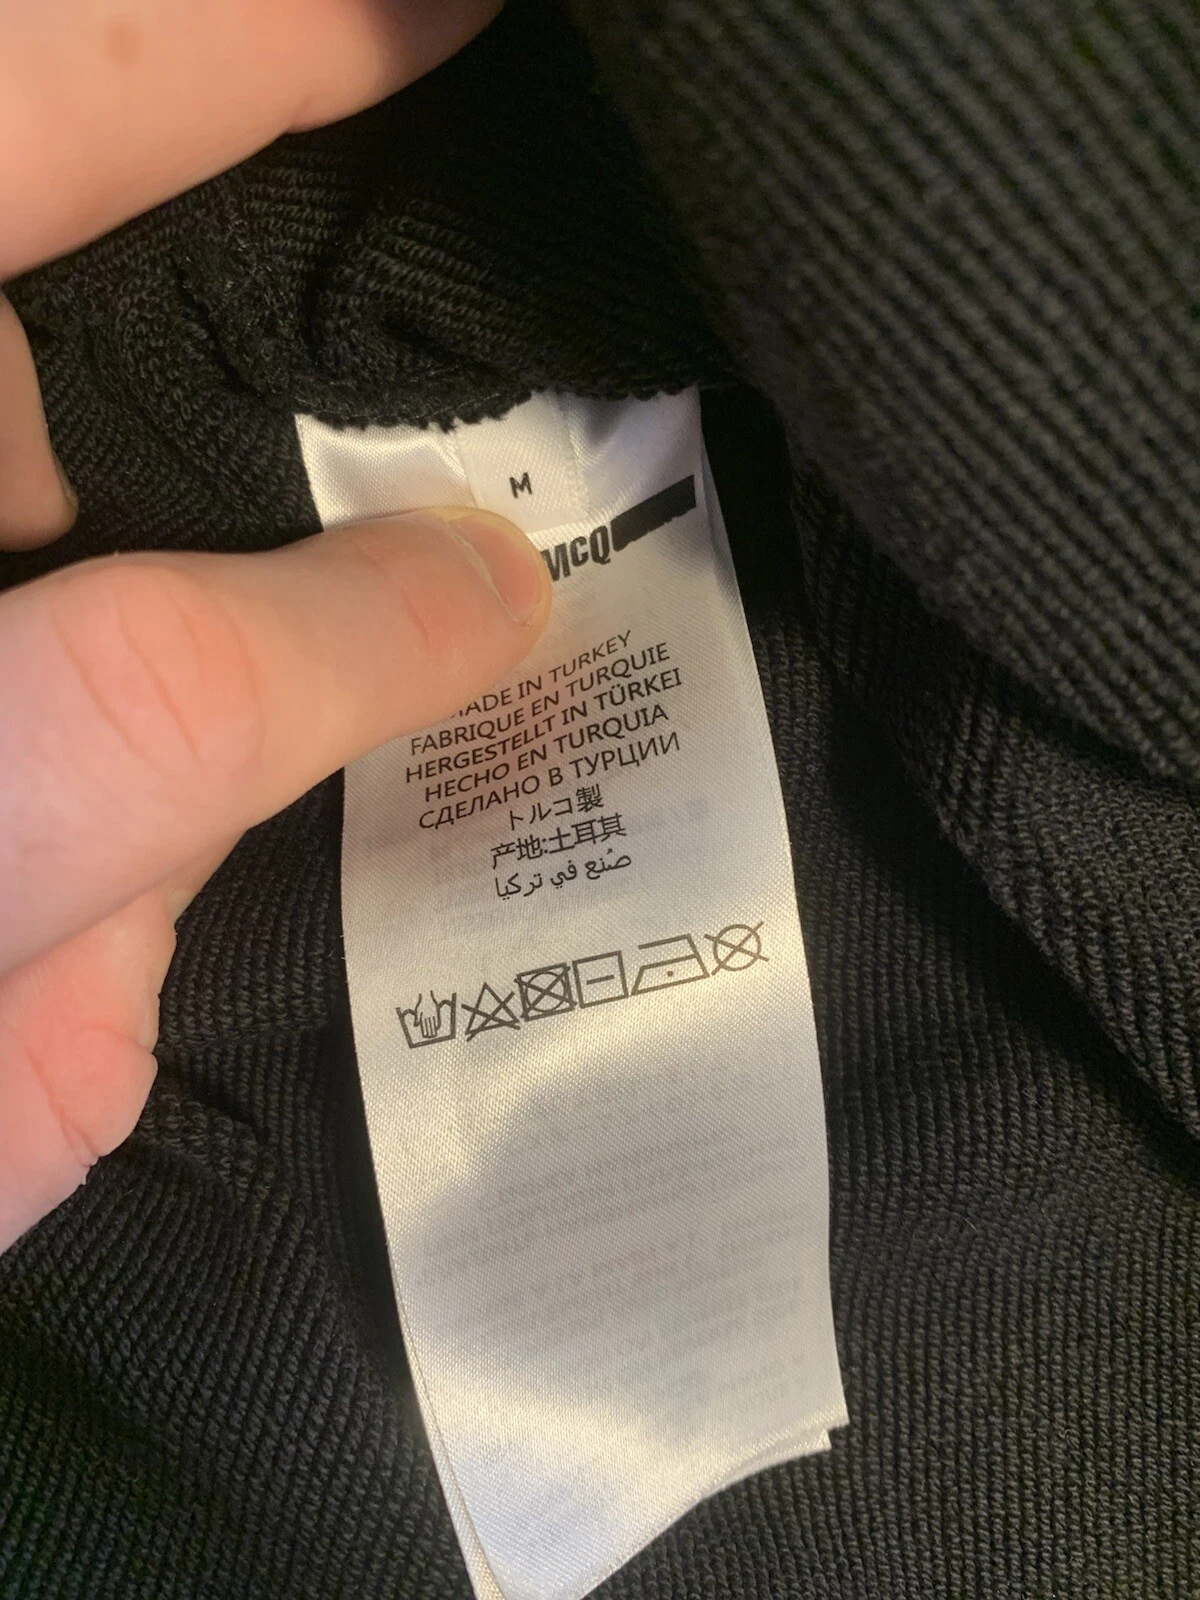 M
MCQ
MADE IN TURKEY
FABRIQUE EN TURQUIE
HERGESTELLT IN TÜRKEI
HECHO EN TURQUIA
СДЕЛАНО В ТУРЦИИ
トルコ製
产地:土耳其
صُنع في تركيا